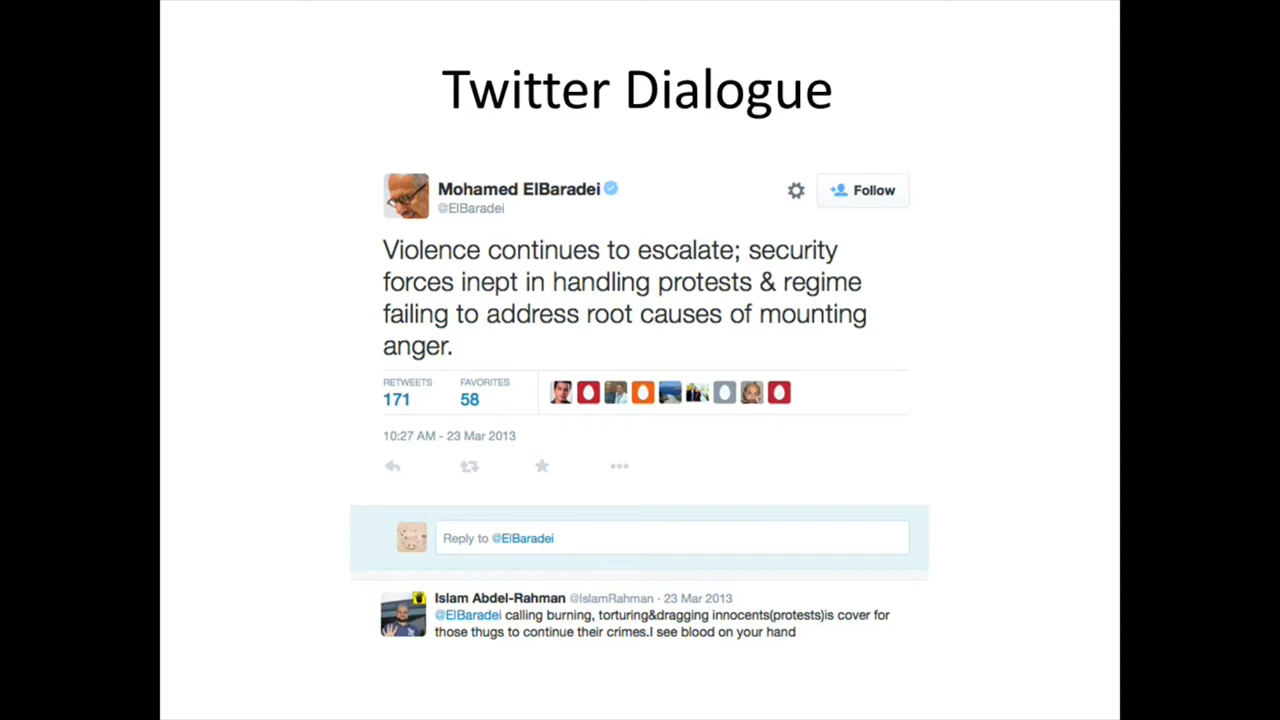 Twitter Dialogue
Mohamed ElBaradei
@ElBaradei
Follow
Violence continues to escalate; security
forces inept in handling protests & regime
failing to address root causes of mounting
anger.
RETWEETS FAVORITES
171 58
10:27 AM - 23 Mar 2013
Reply to @ElBaradei
Islam Abdel-Rahman @IslamRahman · 23 Mar 2013
@ElBaradei calling burning, torturing&dragging innocents(protests)is cover for
those thugs to continue their crimes.I see blood on your hand